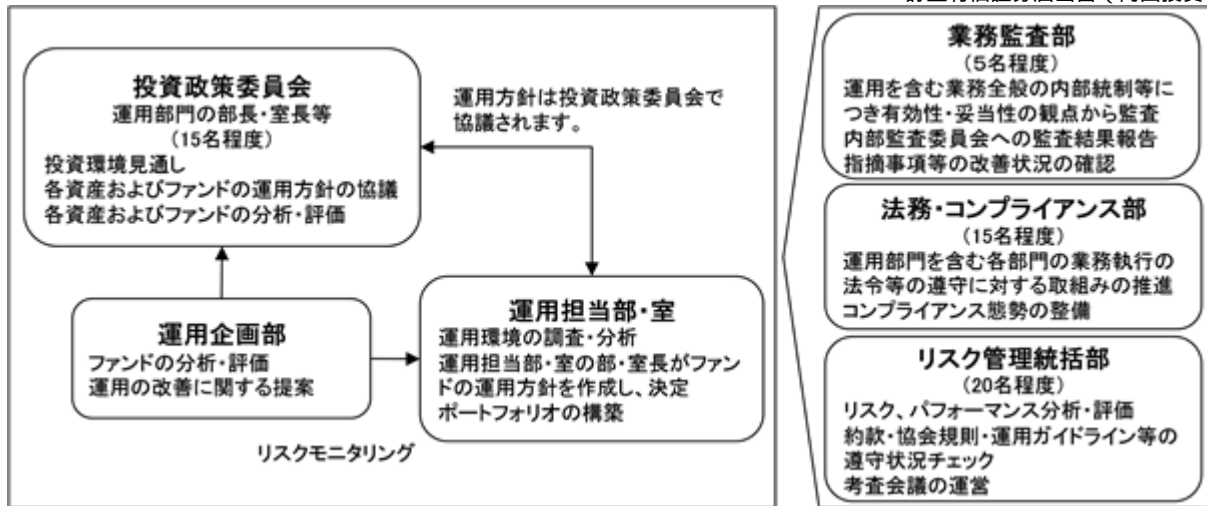 投資政策委員会
運用部門の部長・室長等
(15名程度)
投資環境見通し
各資産およびファンドの運用方針の協議
各資産およびファンドの分析・評価
運用方針は投資政策委員会で
協議されます。
運用企画部
ファンドの分析・評価
運用の改善に関する提案
運用担当部・室
運用環境の調査・分析
運用担当部・室の部・室長がファン
ドの運用方針を作成し、決定
ポートフォリオの構築
リスクモニタリング
業務監査部
(5名程度)
運用を含む業務全般の内部統制等に
つき有効性・妥当性の観点から監査
内部監査委員会への監査結果報告
指摘事項等の改善状況の確認
法務・コンプライアンス部
(15名程度)
運用部門を含む各部門の業務執行の
法令等の遵守に対する取組みの推進
コンプライアンス態勢の整備
リスク管理統括部
(20名程度)
リスク、パフォーマンス分析・評価
約款・協会規則・運用ガイドライン等の
遵守状況チェック
考査会議の運営